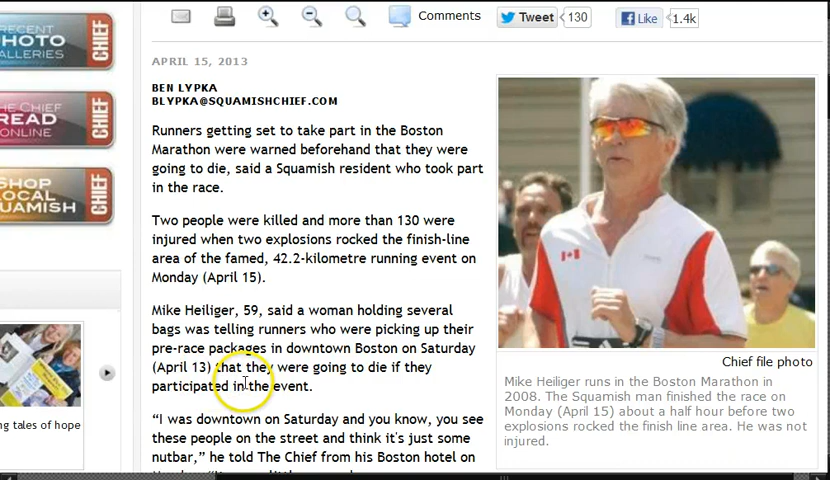 Comments
Tweet
130
Like
1.4k
RECENT
PHOTO
GALLERIES
CHIEF
THE CHIEF
READ
ONLINE
CHIEF
SHOP
LOCAL
SQUAMISH
CHIEF
ng tales of hope
APRIL 15, 2013
BEN LYPKA
BLYPKA@SQUAMISHCHIEF.COM
Runners getting set to take part in the Boston
Marathon were warned beforehand that they were
going to die, said a Squamish resident who took part
in the race.
Two people were killed and more than 130 were
injured when two explosions rocked the finish-line
area of the famed, 42.2-kilometre running event on
Monday (April 15).
Mike Heiliger, 59, said a woman holding several
bags was telling runners who were picking up their
pre-race packages in downtown Boston on Saturday
(April 13) that they were going to die if they
participated in the event.
“I was downtown on Saturday and you know, you see
these people on the street and think it's just some
nutbar,” he told The Chief from his Boston hotel on
Chief file photo
Mike Heiliger runs in the Boston Marathon in
2008. The Squamish man finished the race on
Monday (April 15) about a half hour before two
explosions rocked the finish line area. He was not
injured.